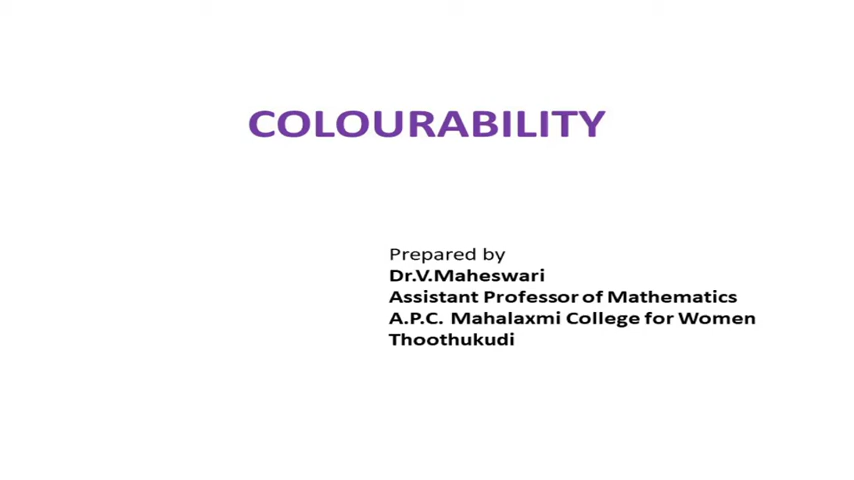 COLOURABILITY
Prepared by
Dr.V.Maheswari
Assistant Professor of Mathematics
A.P.C. Mahalaxmi College for Women
Thoothukudi